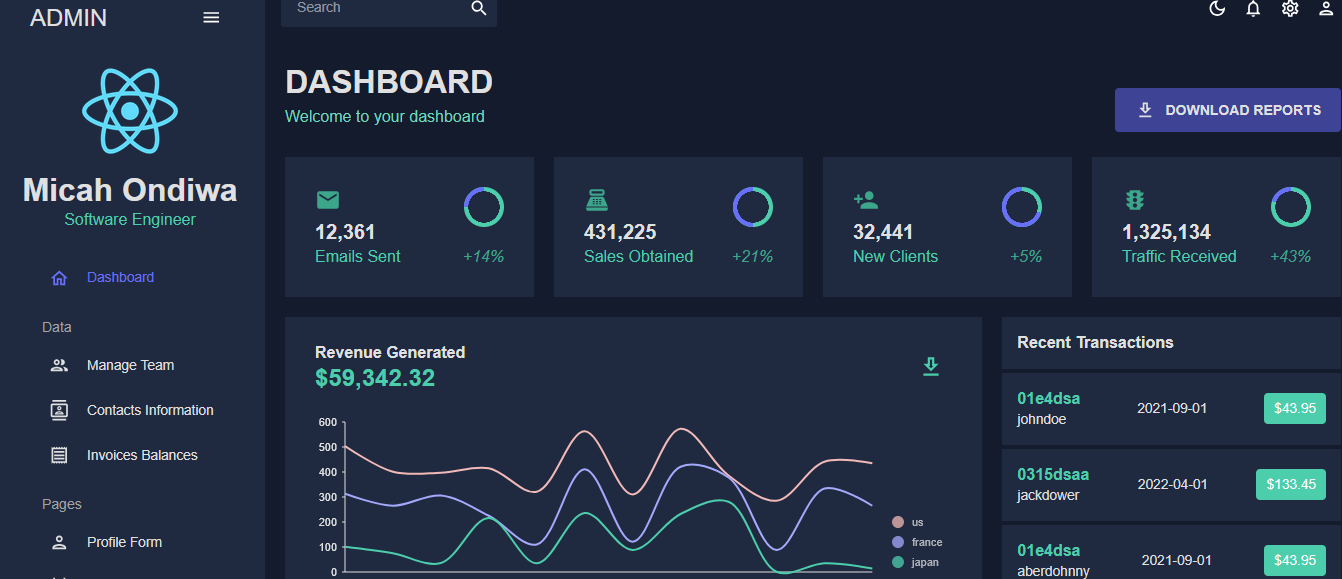 ADMIN
Search
Micah Ondiwa
Software Engineer
Dashboard
Data
Manage Team
Contacts Information
Invoices Balances
Pages
Profile Form
DASHBOARD
Welcome to your dashboard
DOWNLOAD REPORTS
12,361
Emails Sent +14%
431,225
Sales Obtained +21%
32,441
New Clients +5%
1,325,134
Traffic Received +43%
Revenue Generated
$59,342.32
600
500
400
300
200
100
0
us
france
japan
Recent Transactions
01e4dsa
johndoe
2021-09-01
$43.95
0315dsaa
jackdower
2022-04-01
$133.45
01e4dsa
aberdohnny
2021-09-01
$43.95